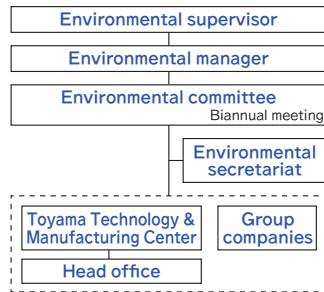 Environmental supervisor
Environmental manager
Environmental committee
Biannual meeting
Environmental
secretariat
Toyama Technology &
Manufacturing Center
Group
companies
Head office